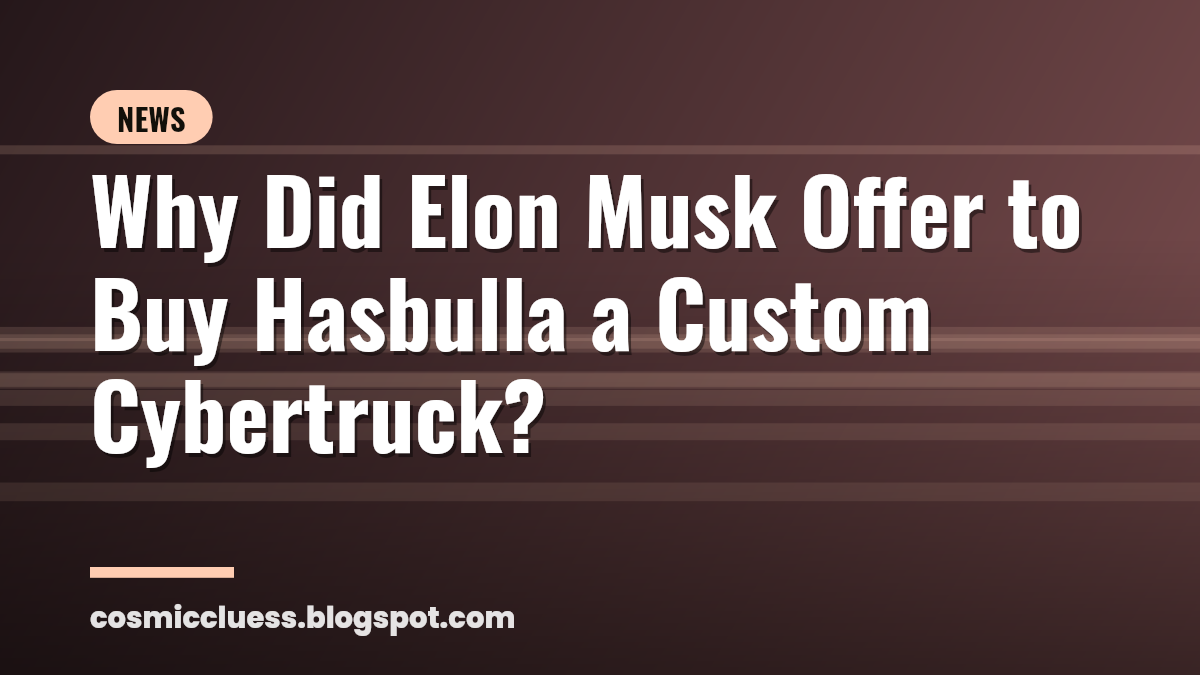 NEWS
Why Did Elon Musk Offer to
Buy Hasbulla a Custom
Cybertruck?
cosmiccluess.blogspot.com